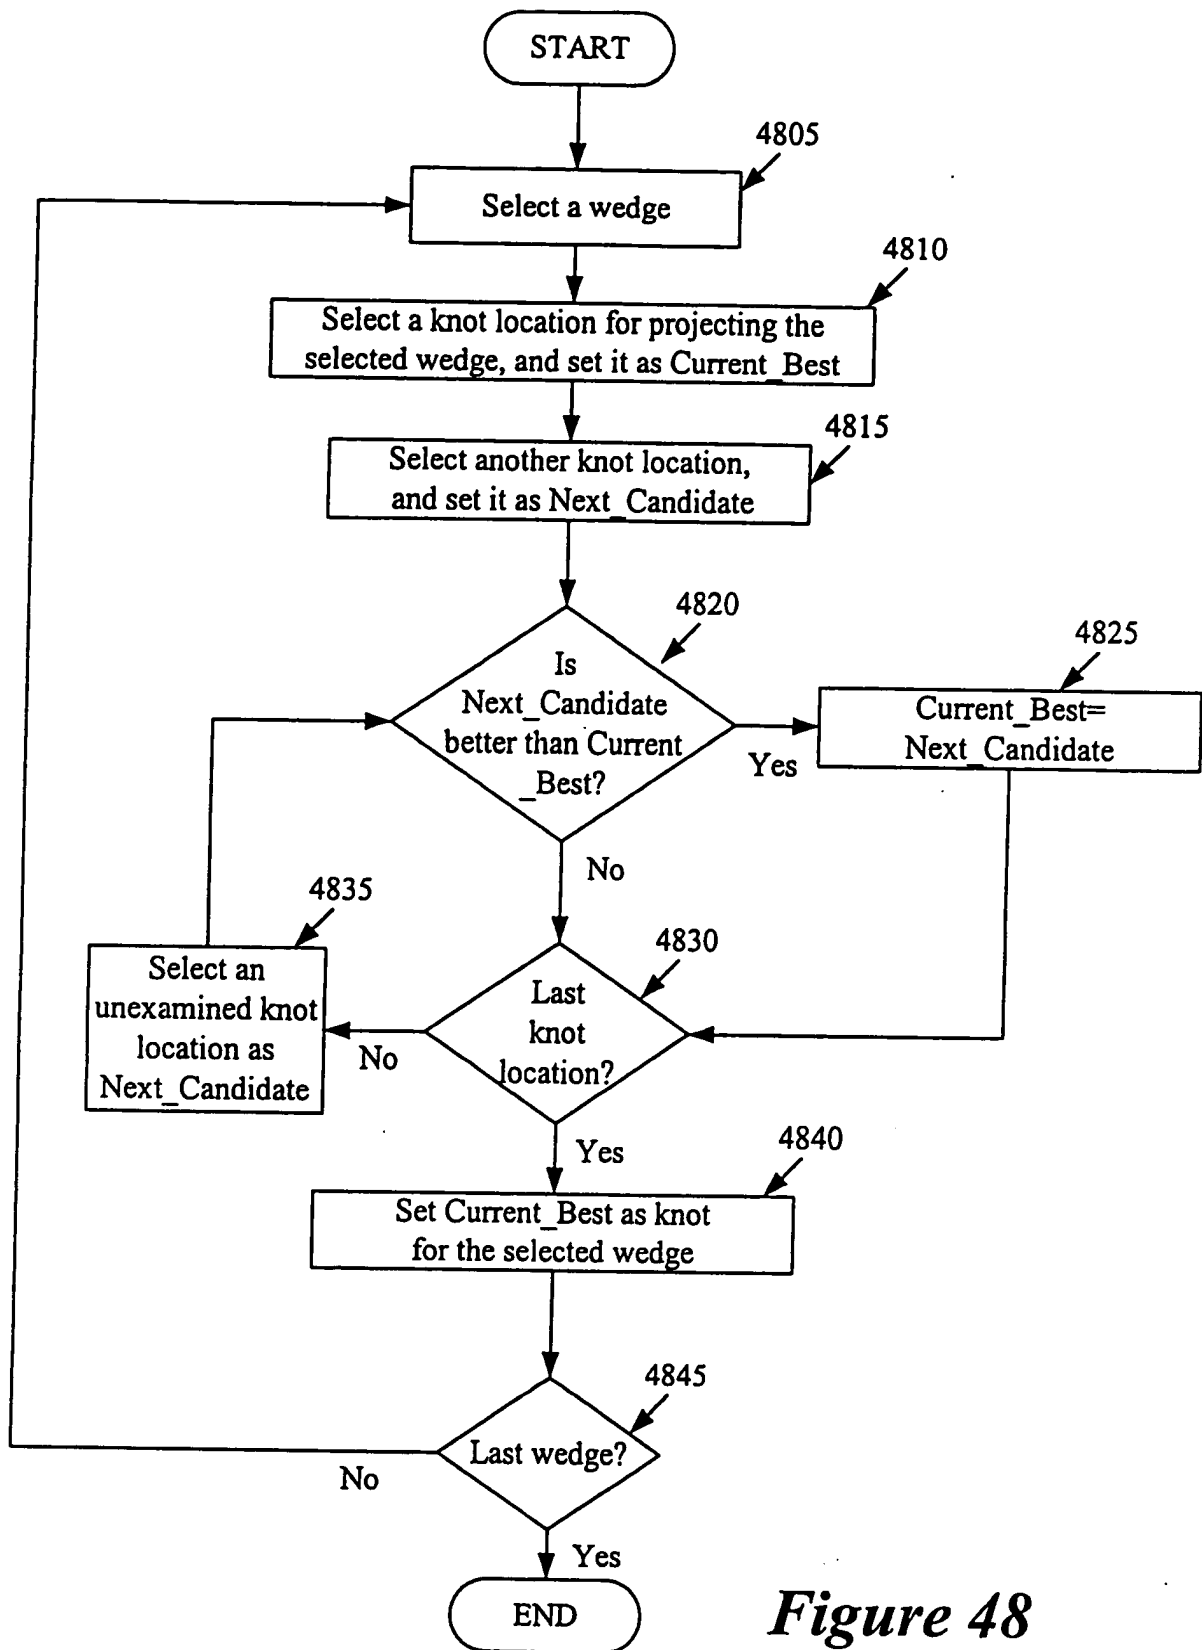 START
4805
Select a wedge
4810
Select a knot location for projecting the
selected wedge, and set it as Current_Best
4815
Select another knot location,
and set it as Next_Candidate
4820
Is
Next_Candidate
better than Current
_Best?
Yes
4825
Current_Best=
Next_Candidate
No
4835
Select an
unexamined knot
location as
Next_Candidate
4830
Last
knot
location?
No
Yes
4840
Set Current_Best as knot
for the selected wedge
4845
Last wedge?
No
Yes
END
Figure 48